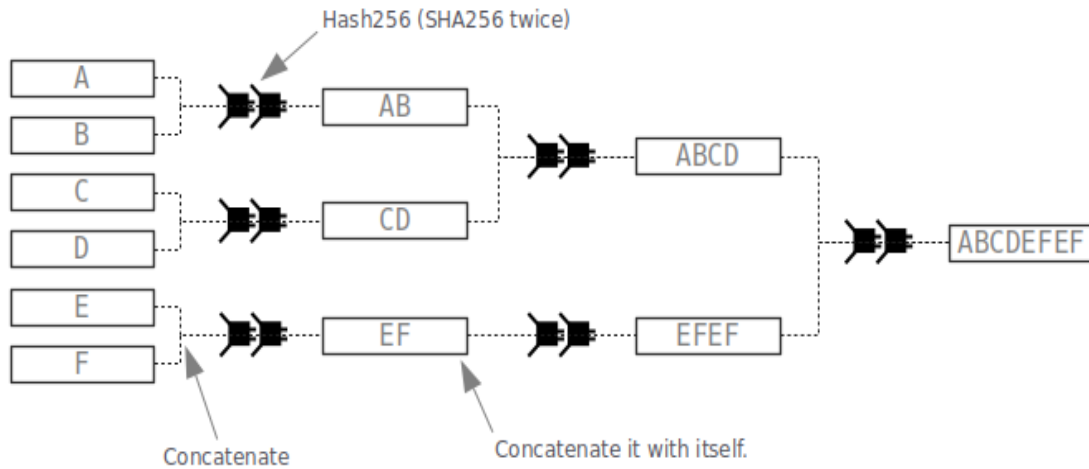 Hash256 (SHA256 twice)
A
B
AB
ABCD
C
D
CD
ABCDEFEF
E
F
EF
EFEF
Concatenate
Concatenate it with itself.